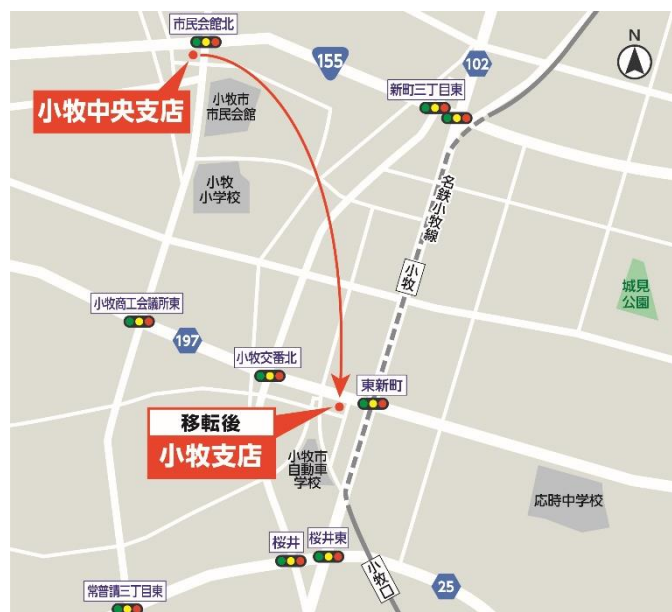 市民会館北
155
102
N
新町三丁目東
小牧中央支店
小牧市
市民会館
小牧
小学校
名鉄小牧線
小牧
城見
公園
小牧商工会議所東
197
小牧交番北
東新町
移転後
小牧支店
小牧市
自動車
学校
応時中学校
桜井
桜井東
小牧口
25
常普請三丁目東